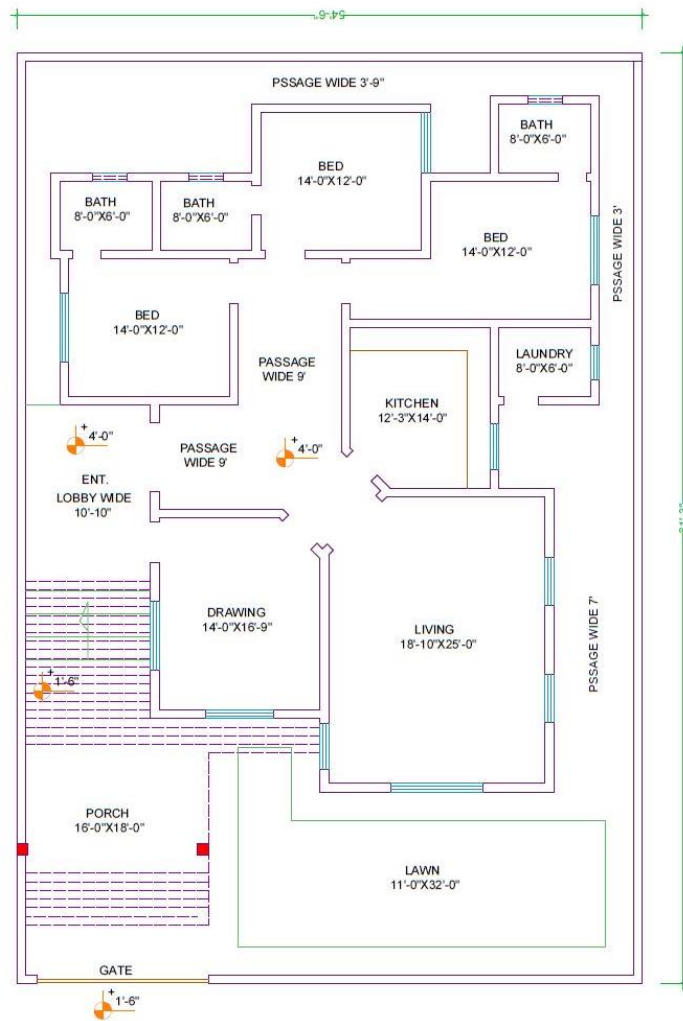 54'-6"
PSSAGE WIDE 3'-9"
BATH
8'-0"X6'-0"
BED
14'-0"X12'-0"
BATH
8'-0"X6'-0"
BATH
8'-0"X6'-0"
BED
14'-0"X12'-0"
PSSAGE WIDE 3'
BED
14'-0"X12'-0"
PASSAGE
WIDE 9'
LAUNDRY
8'-0"X6'-0"
KITCHEN
12'-3"X14'-0"
+4'-0"
PASSAGE
WIDE 9'
+4'-0"
ENT.
LOBBY WIDE
10'-10"
DRAWING
14'-0"X16'-9"
LIVING
18'-10"X25'-0"
PSSAGE WIDE 7'
+1'-6"
PORCH
16'-0"X18'-0"
LAWN
11'-0"X32'-0"
GATE
+1'-6"